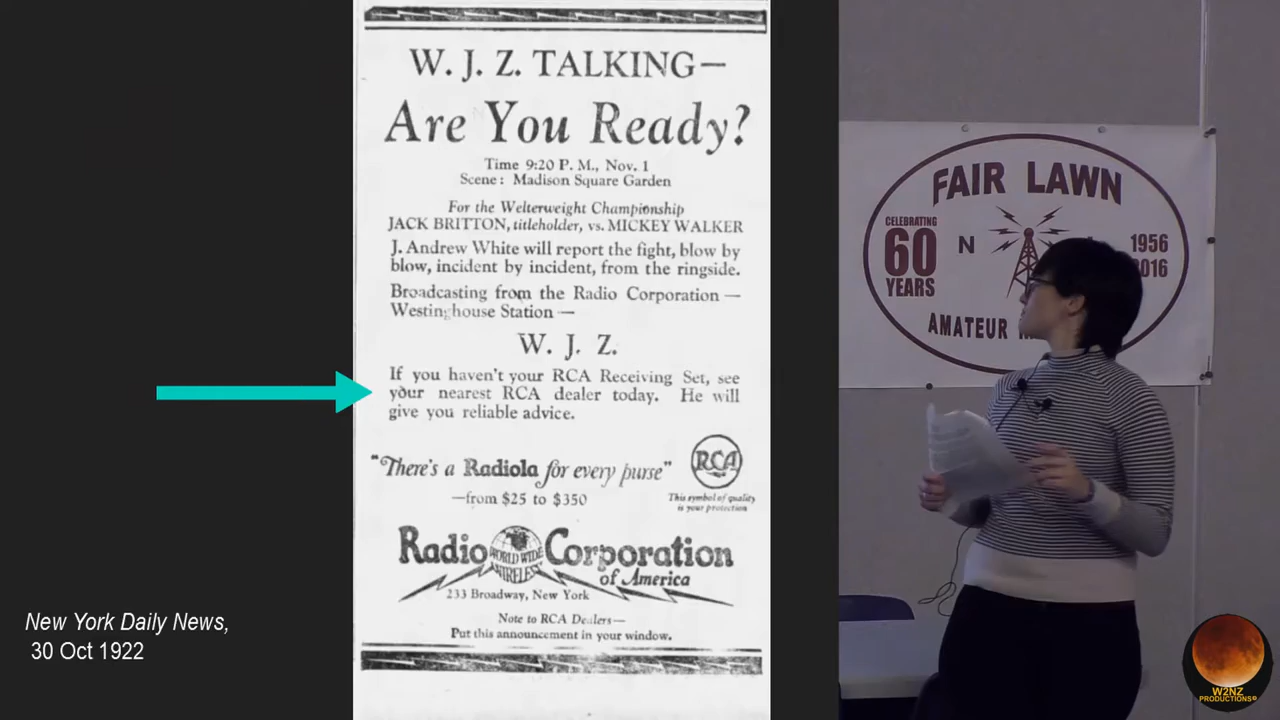 W. J. Z. TALKING—
Are You Ready?
Time 9:20 P. M., Nov. 1
Scene: Madison Square Garden
For the Welterweight Championship
JACK BRITTON, titleholder, vs. MICKEY WALKER
J. Andrew White will report the fight, blow by
blow, incident by incident, from the ringside.
Broadcasting from the Radio Corporation —
Westinghouse Station —
W. J. Z.
If you haven't your RCA Receiving Set, see
your nearest RCA dealer today. He will
give you reliable advice.
"There's a Radiola for every purse"
—from $25 to $350
RCA
This symbol of quality
is your protection
Radio Corporation
WORLD WIDE
WIRELESS
of America
233 Broadway, New York
Note to RCA Dealers—
Put this announcement in your window.
New York Daily News,
30 Oct 1922
FAIR LAWN
CELEBRATING
60
YEARS
N
1956
2016
AMATEUR
W2NZ
PRODUCTIONS©